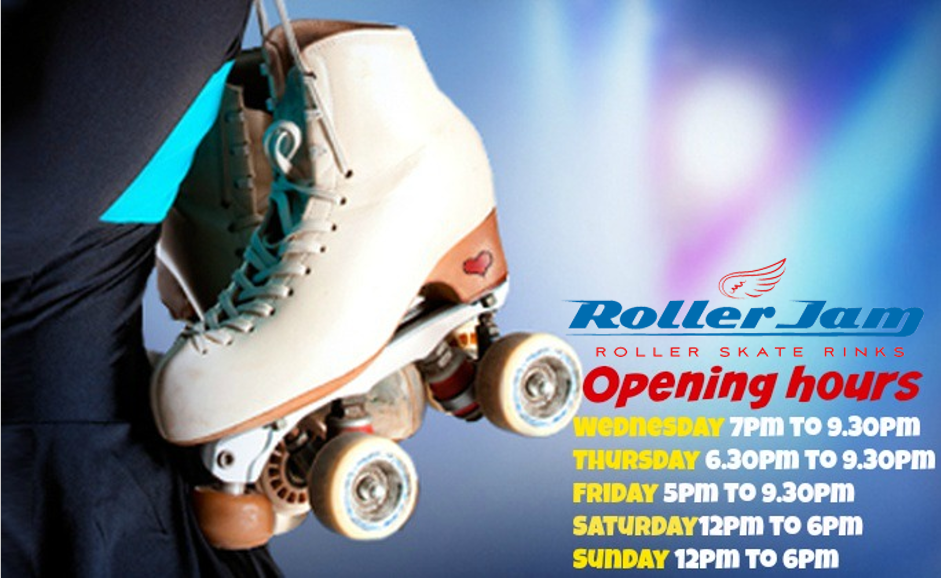 Roller Jam
ROLLER SKATE RINKS
Opening hours
Wednesday 7pm to 9.30pm
Thursday 6.30pm to 9.30pm
Friday 5pm to 9.30pm
Saturday12pm to 6pm
Sunday 12pm to 6pm